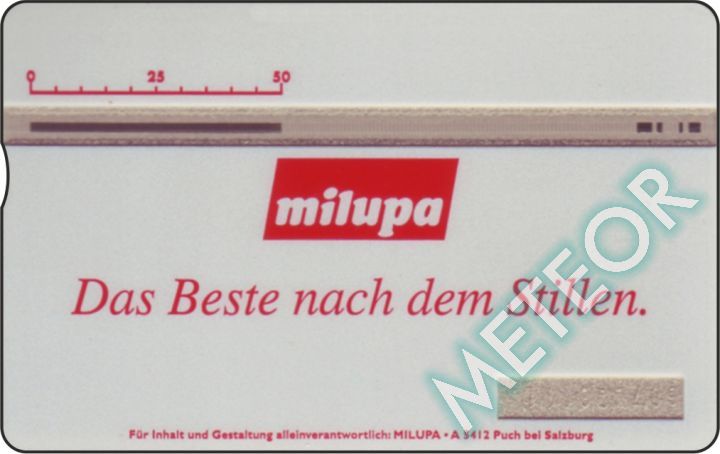 0 25 50
milupa
Das Beste nach dem Stillen.
METEOR
Für Inhalt und Gestaltung alleinverantwortlich: MILUPA • A 5412 Puch bei Salzburg